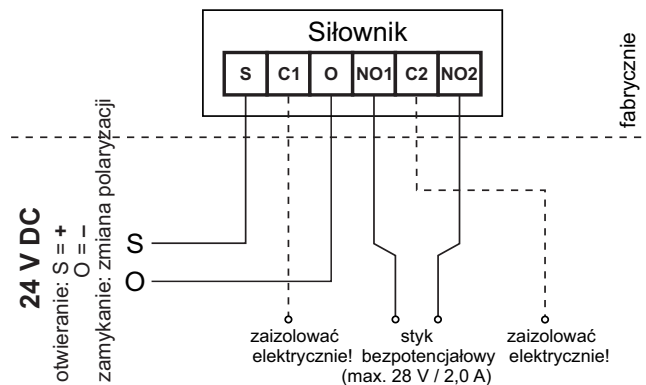 Siłownik
S C1 O NO1 C2 NO2
fabrycznie
24 V DC
otwieranie: S = +
O = –
zamykanie: zmiana polaryzacji
S
O
zaizolować
elektrycznie!
styk
bezpotencjałowy
(max. 28 V / 2,0 A)
zaizolować
elektrycznie!